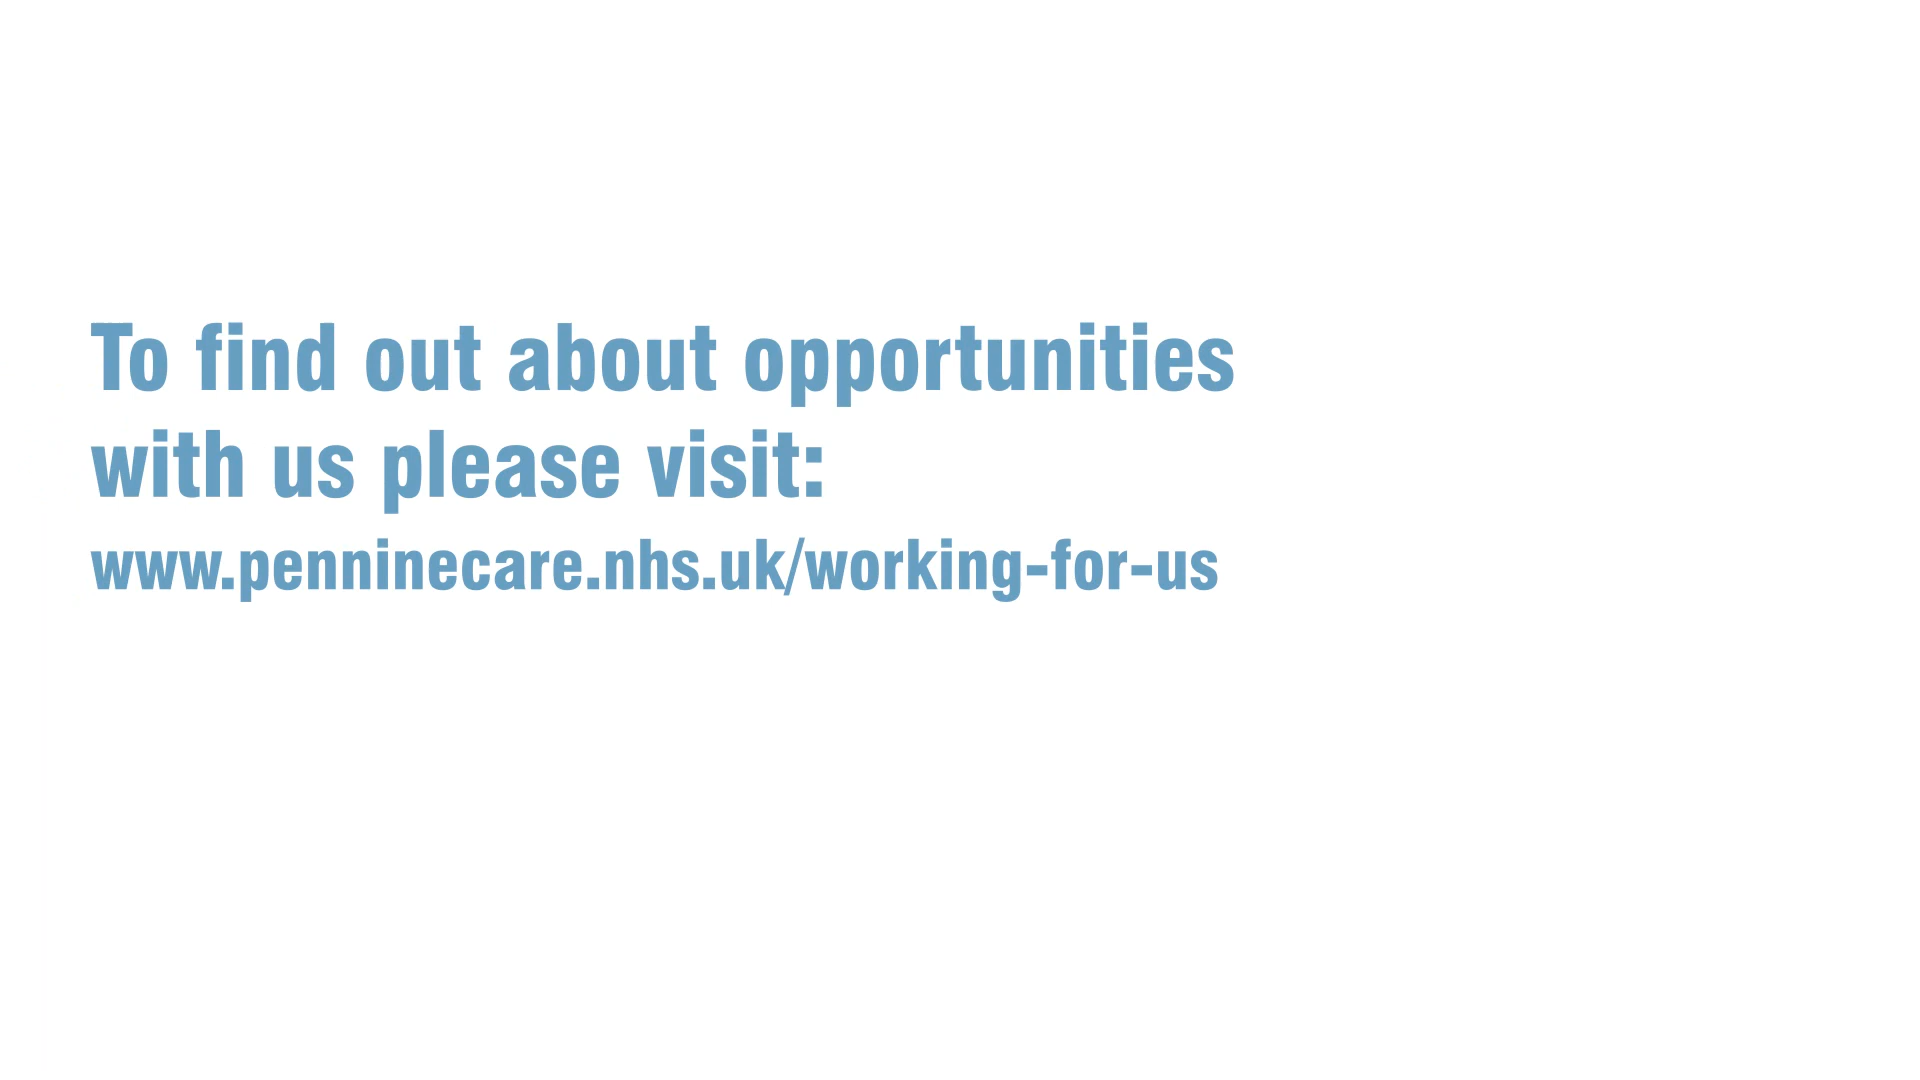 To find out about opportunities
with us please visit:
www.penninecare.nhs.uk/working-for-us